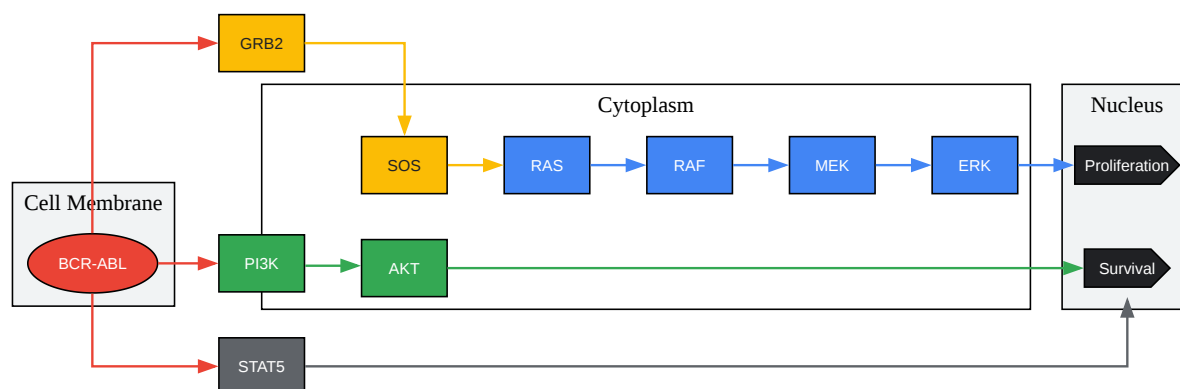 GRB2
Cytoplasm
Nucleus
SOS
RAS
RAF
MEK
ERK
Proliferation
Cell Membrane
BCR-ABL
PI3K
AKT
Survival
STAT5